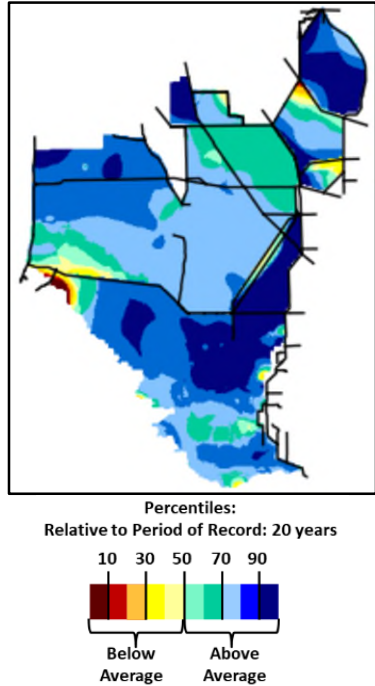 Percentiles:
Relative to Period of Record: 20 years
10 30 50 70 90
Below Above
Average Average